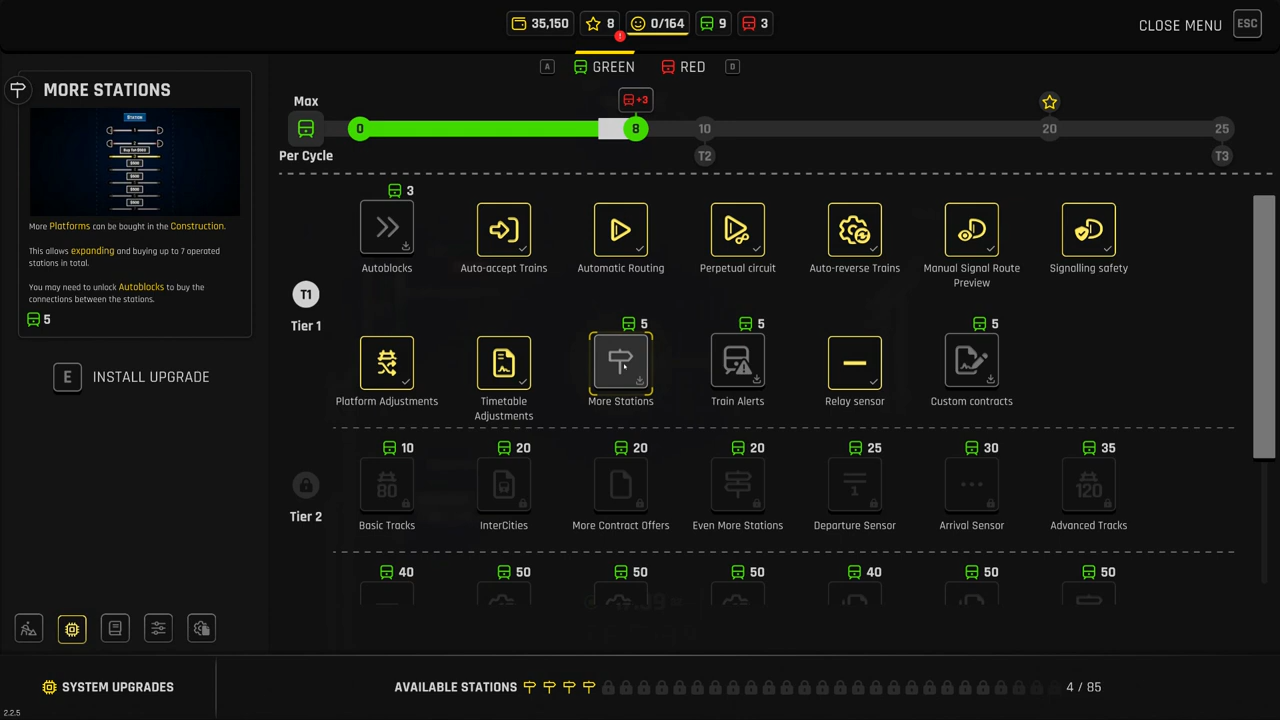 35,150
8
0/164
9
3
CLOSE MENU
ESC
A
GREEN
RED
D
MORE STATIONS
More Platforms can be bought in the Construction.
This allows expanding and buying up to 7 operated
stations in total.
You may need to unlock Autoblocks to buy the
connections between the stations.
5
E
INSTALL UPGRADE
Max
Per Cycle
+3
0
8
10
20
25
T2
T3
3
Autoblocks
Auto-accept Trains
Automatic Routing
Perpetual circuit
Auto-reverse Trains
Manual Signal Route
Preview
Signalling safety
T1
Tier 1
5
5
5
Platform Adjustments
Timetable
Adjustments
More Stations
Train Alerts
Relay sensor
Custom contracts
10
20
20
20
25
30
35
80
1
120
Tier 2
Basic Tracks
InterCities
More Contract Offers
Even More Stations
Departure Sensor
Arrival Sensor
Advanced Tracks
40
50
50
50
40
50
50
SYSTEM UPGRADES
AVAILABLE STATIONS
4 / 85
2.2.5